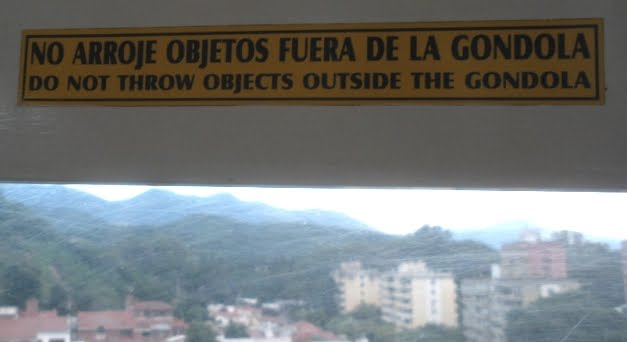 NO ARROJE OBJETOS FUERA DE LA GONDOLA
DO NOT THROW OBJECTS OUTSIDE THE GONDOLA